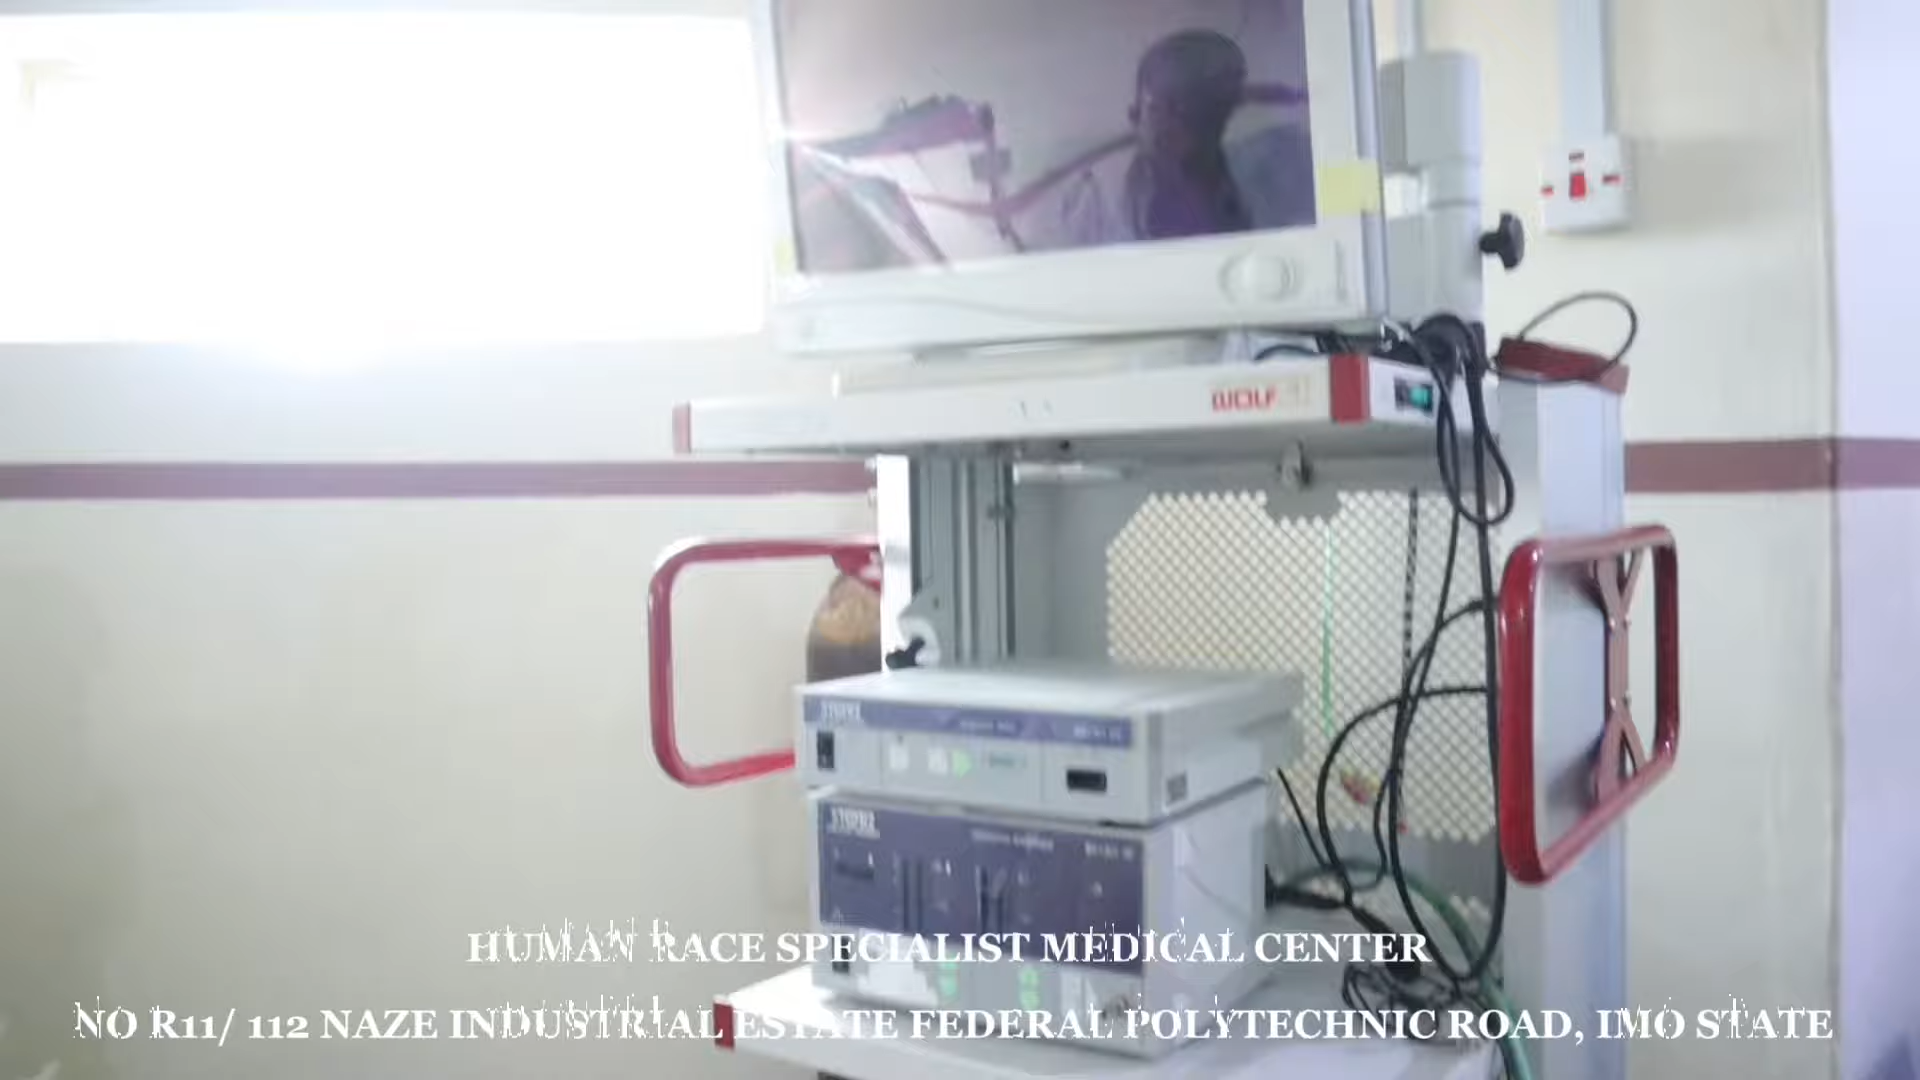 WOLF
STORZ
STORZ
HUMAN RACE SPECIALIST MEDICAL CENTER
NO R11/ 112 NAZE INDUSTRIAL ESTATE FEDERAL POLYTECHNIC ROAD, IMO STATE